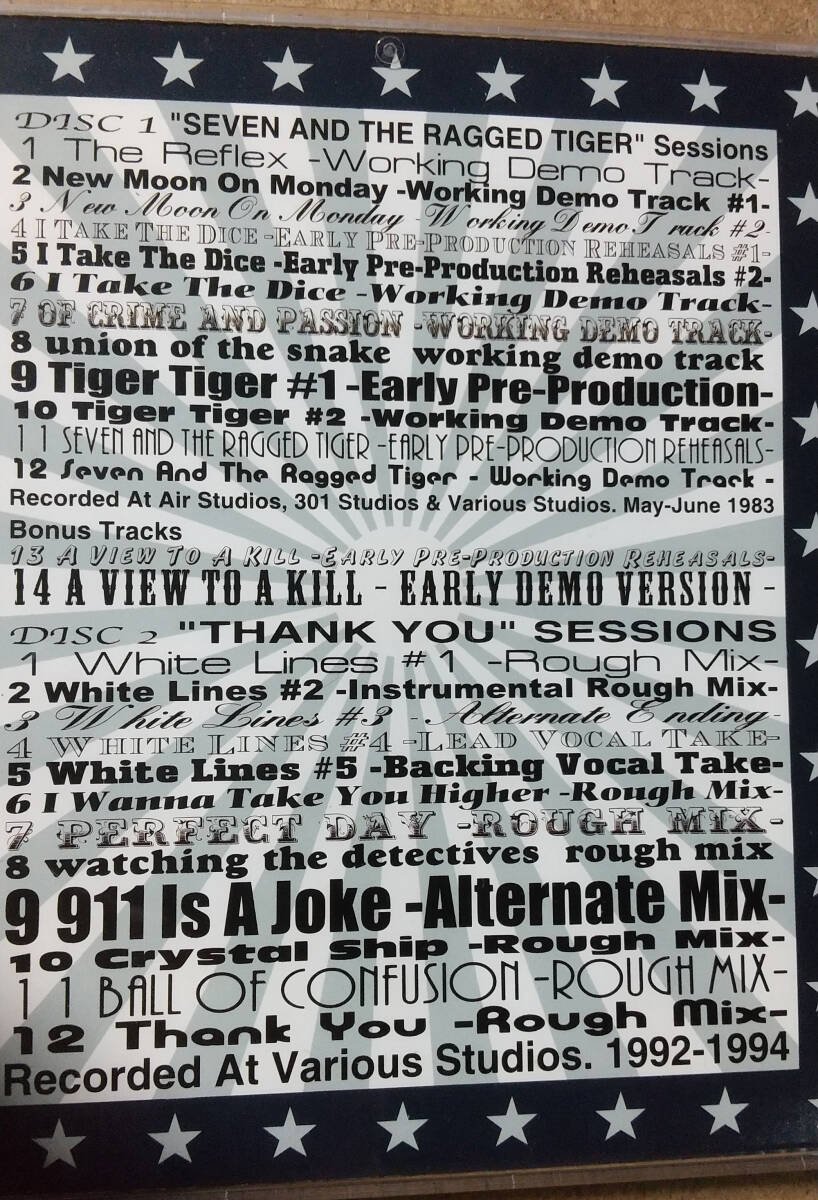 DISC 1 "SEVEN AND THE RAGGED TIGER" Sessions
1 The Reflex -Working Demo Track-
2 New Moon On Monday -Working Demo Track #1-
3 New Moon On Monday -Working Demo Track #2-
4 I TAKE THE DICE -EARLY PRE-PRODUCTION REHEASALS #1-
5 I Take The Dice -Early Pre-Production Reheasals #2-
6 I Take The Dice -Working Demo Track-
7 OF CRIME AND PASSION -WORKING DEMO TRACK-
8 union of the snake working demo track
9 Tiger Tiger #1 -Early Pre-Production-
10 Tiger Tiger #2 -Working Demo Track-
11 SEVEN AND THE RAGGED TIGER -EARLY PRE-PRODUCTION REHEASALS-
12 Seven And The Ragged Tiger - Working Demo Track -
Recorded At Air Studios, 301 Studios & Various Studios. May-June 1983
Bonus Tracks
13 A VIEW TO A KILL -EARLY PRE-PRODUCTION REHEASALS-
14 A VIEW TO A KILL - EARLY DEMO VERSION -
DISC 2 "THANK YOU" SESSIONS
1 White Lines #1 -Rough Mix-
2 White Lines #2 -Instrumental Rough Mix-
3 White Lines #3 - Alternate Ending-
4 WHITE LINES #4 -LEAD VOCAL TAKE-
5 White Lines #5 -Backing Vocal Take-
6 I Wanna Take You Higher -Rough Mix-
7 PERFECT DAY -ROUGH MIX-
8 watching the detectives rough mix
9 911 Is A Joke -Alternate Mix-
10 Crystal Ship -Rough Mix-
11 BALL OF CONFUSION -ROUGH MIX-
12 Thank You -Rough Mix-
Recorded At Various Studios. 1992-1994